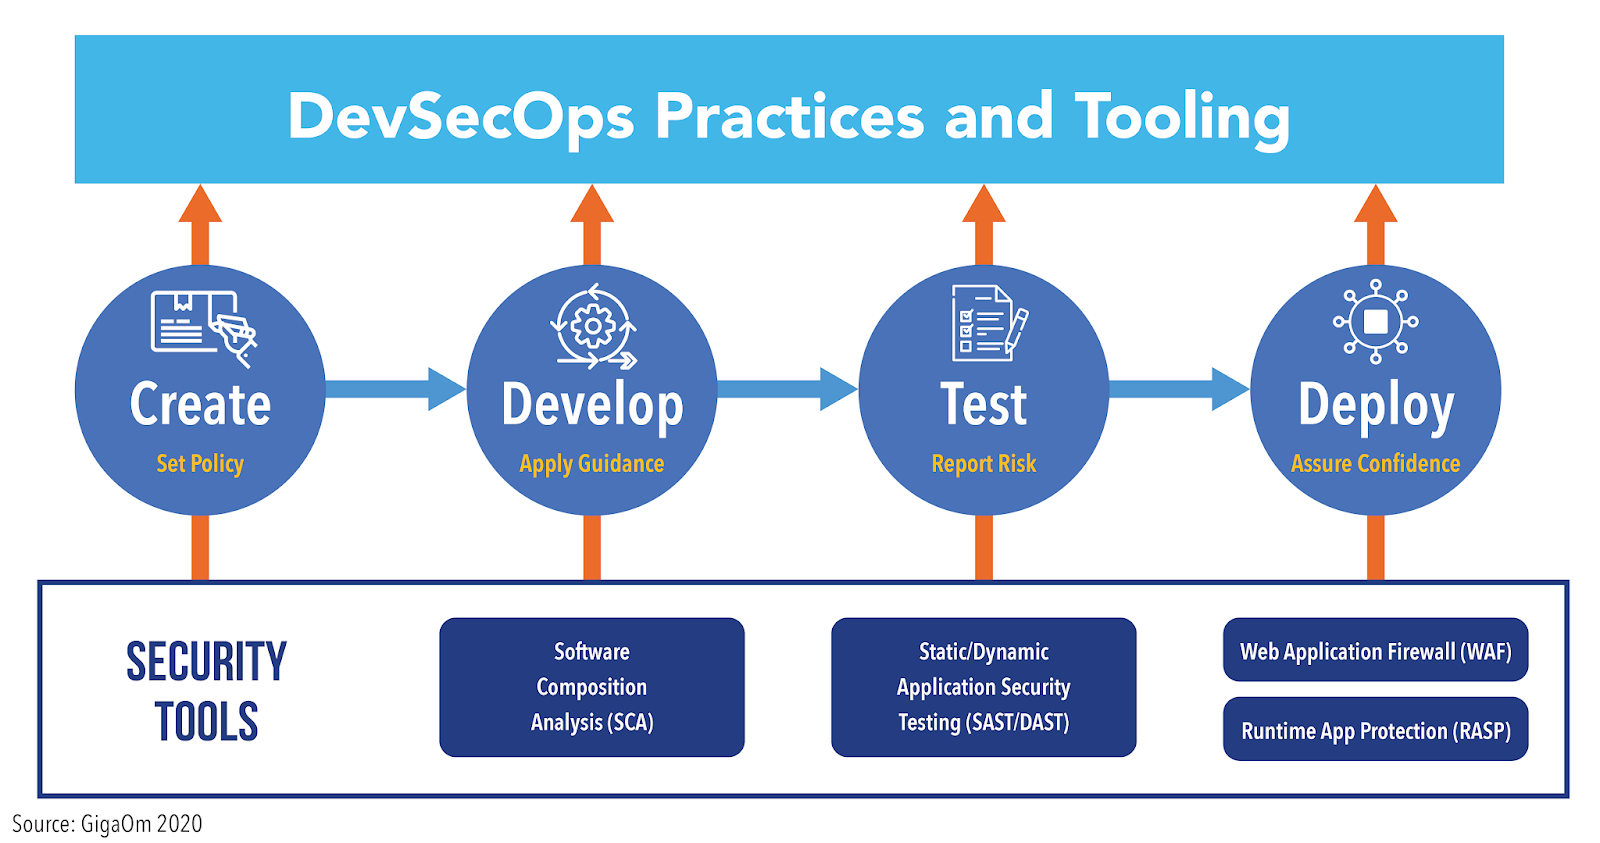 DevSecOps Practices and Tooling
Create
Set Policy
Develop
Apply Guidance
Test
Report Risk
Deploy
Assure Confidence
SECURITY
TOOLS
Software
Composition
Analysis (SCA)
Static/Dynamic
Application Security
Testing (SAST/DAST)
Web Application Firewall (WAF)
Runtime App Protection (RASP)
Source: GigaOm 2020